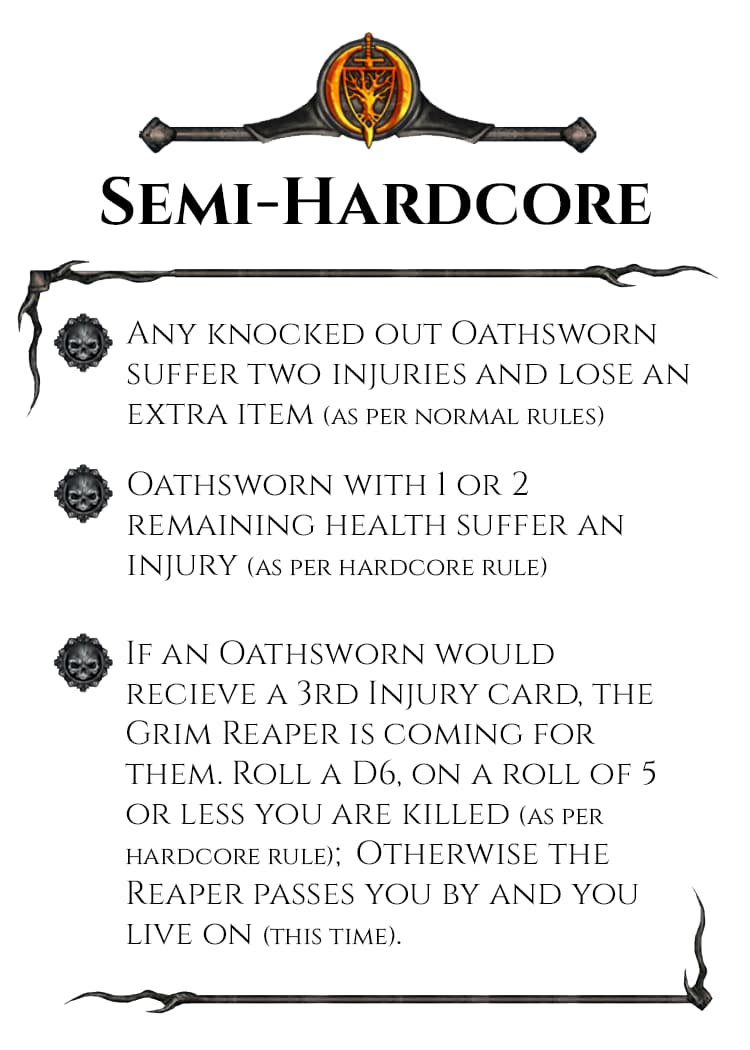 Semi-Hardcore
Any knocked out Oathsworn
suffer two injuries and lose an
extra item (as per normal rules)
Oathsworn with 1 or 2
remaining health suffer an
injury (as per hardcore rule)
If an Oathsworn would
recieve a 3rd Injury card, the
Grim Reaper is coming for
them. Roll a D6, on a roll of 5
or less you are killed (as per
hardcore rule);  Otherwise the
Reaper passes you by and you
live on (this time).